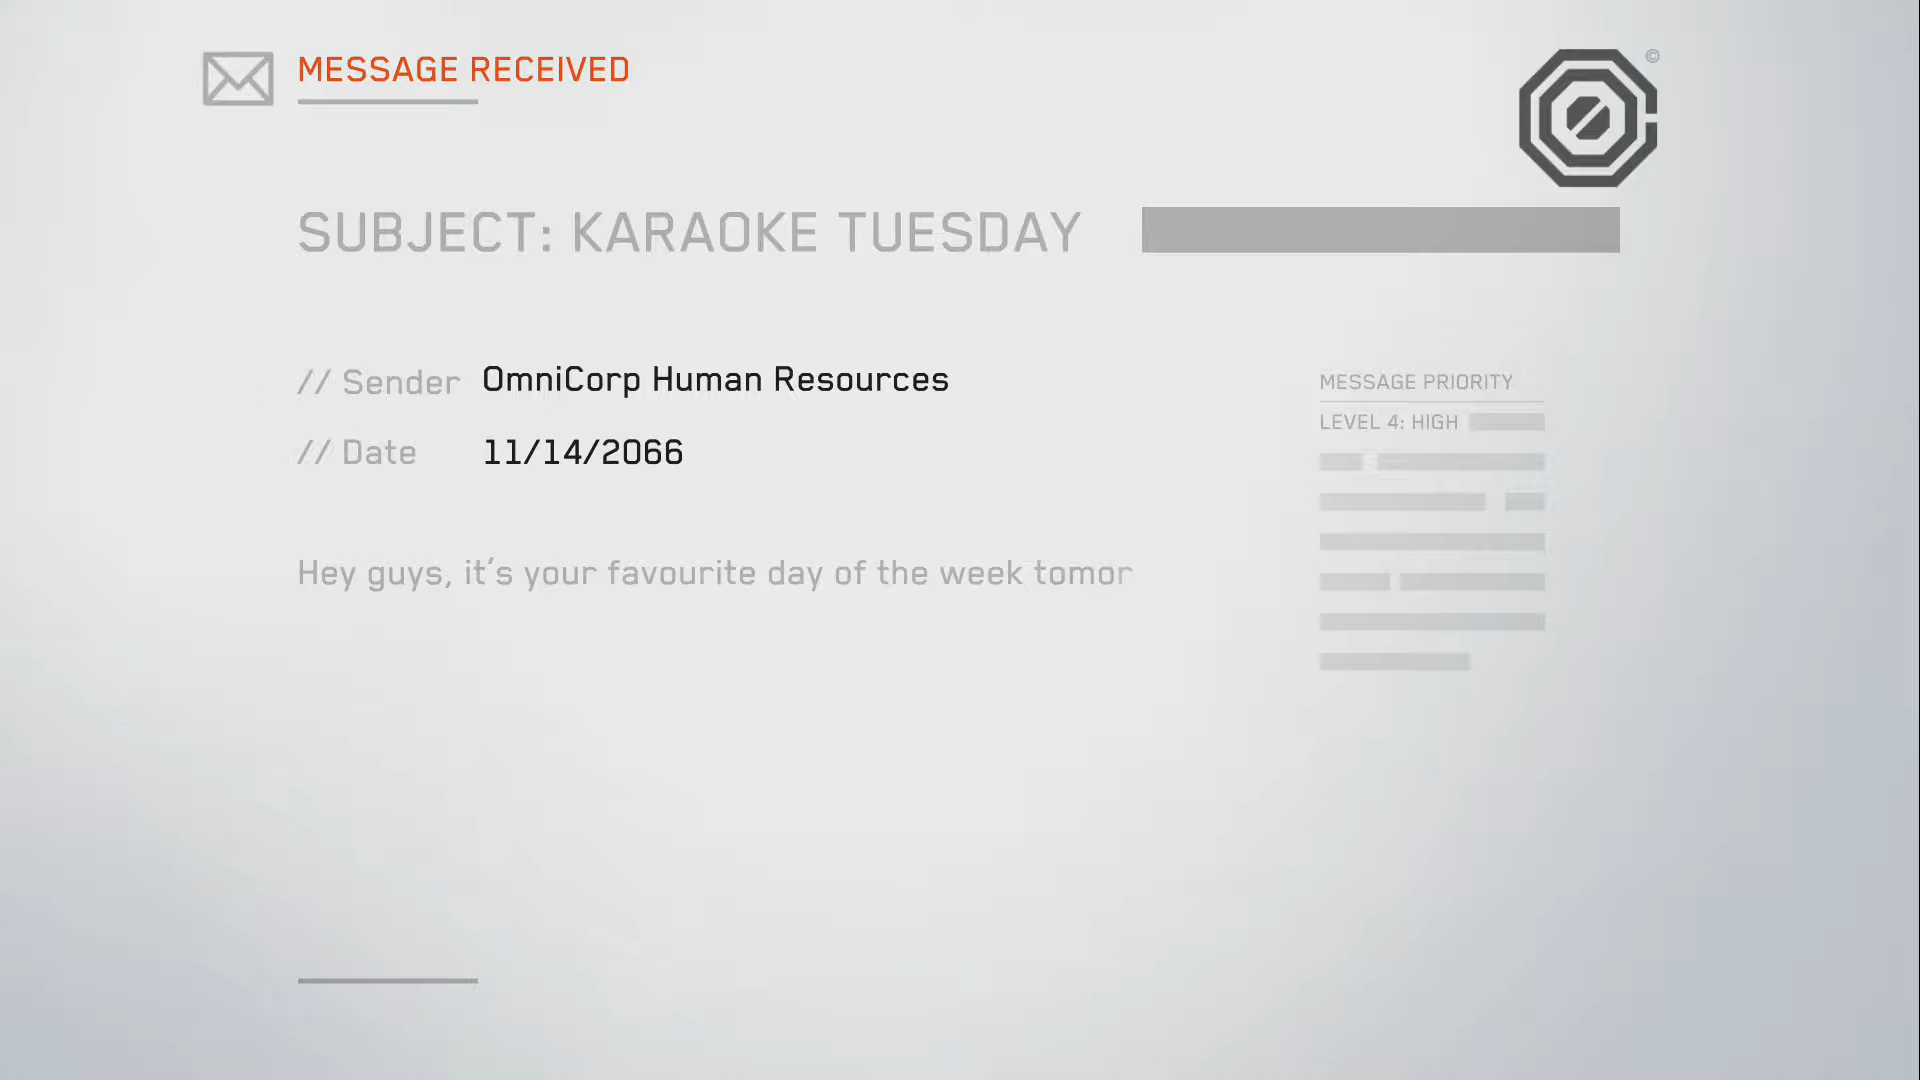 MESSAGE RECEIVED
©
SUBJECT: KARAOKE TUESDAY
// Sender OmniCorp Human Resources
// Date 11/14/2066
MESSAGE PRIORITY
LEVEL 4: HIGH
Hey guys, it's your favourite day of the week tomor